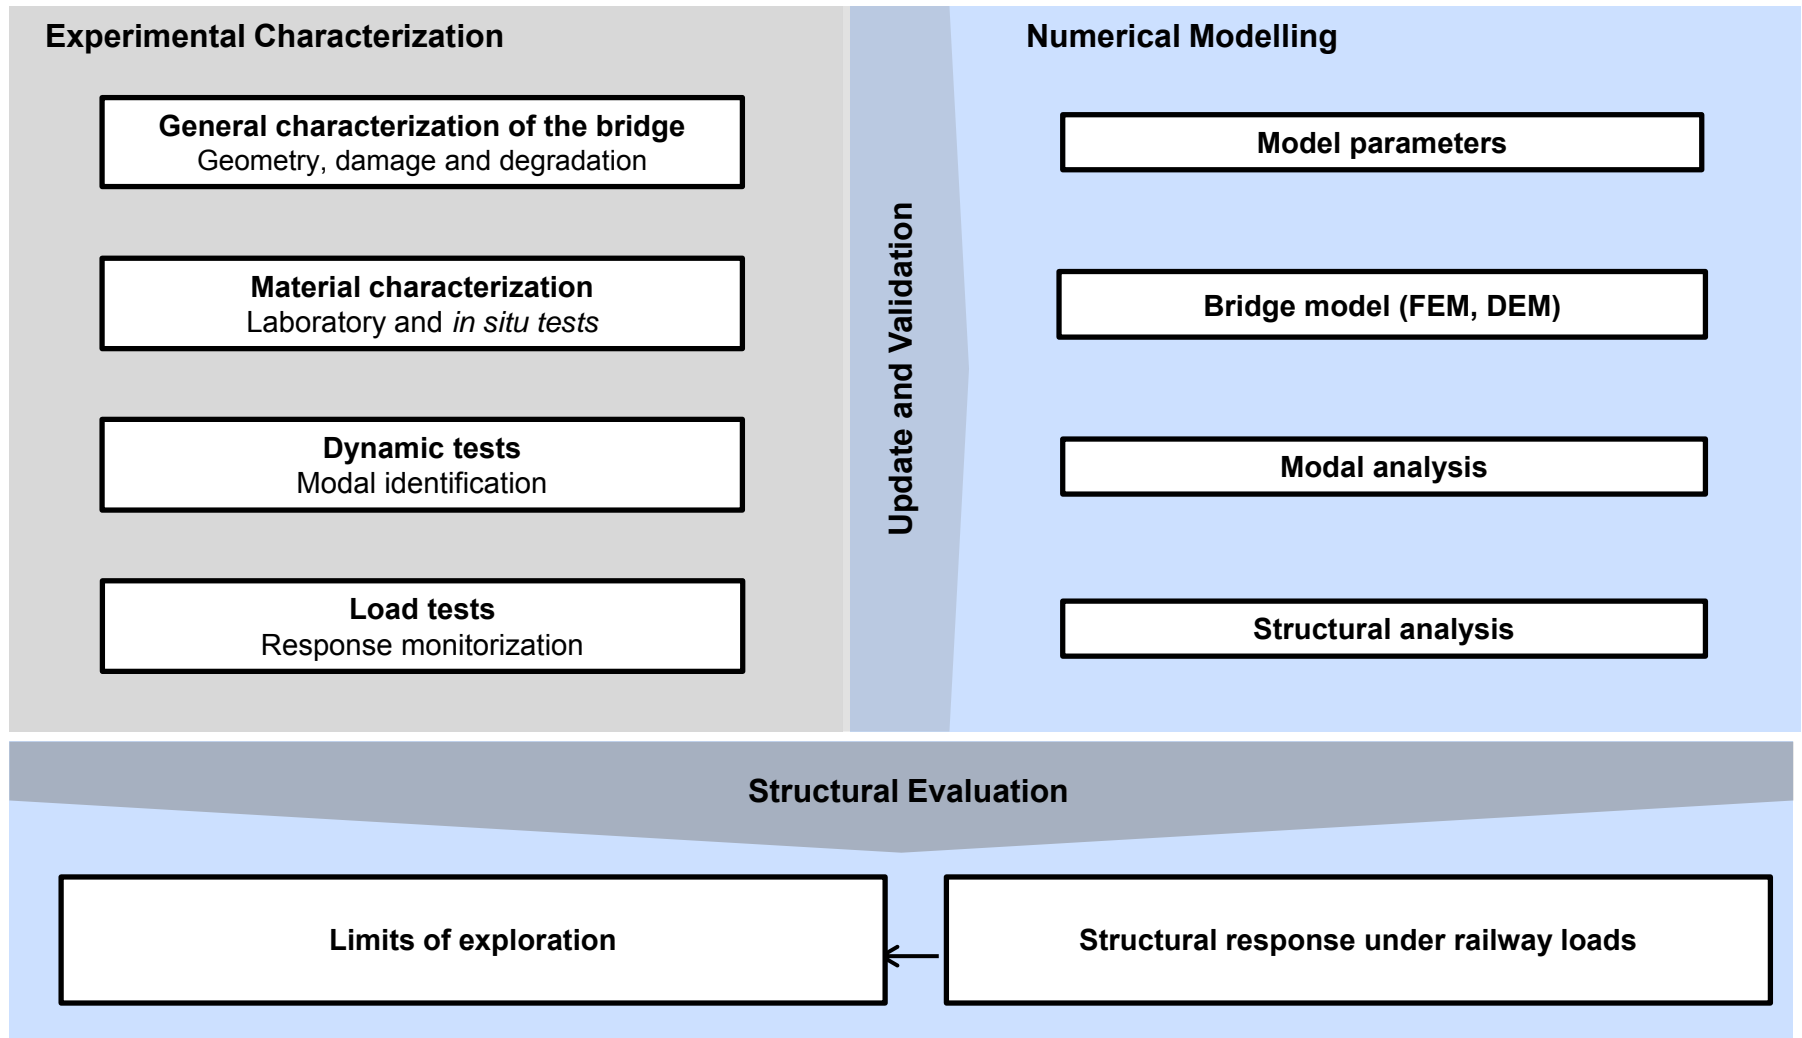 Experimental Characterization
General characterization of the bridge
Geometry, damage and degradation
Material characterization
Laboratory and in situ tests
Dynamic tests
Modal identification
Load tests
Response monitorization
Update and Validation
Numerical Modelling
Model parameters
Bridge model (FEM, DEM)
Modal analysis
Structural analysis
Structural Evaluation
Limits of exploration
Structural response under railway loads